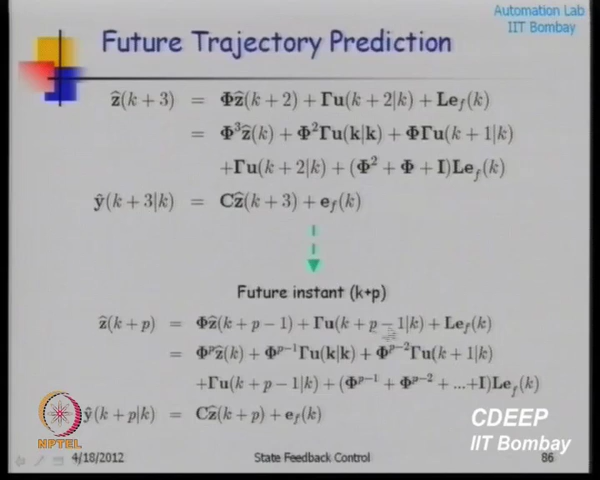 Automation Lab
IIT Bombay
Future Trajectory Prediction
ẑ(k + 3) = Φẑ(k + 2) + Γu(k + 2|k) + Le_f(k)
= Φ³ẑ(k) + Φ²Γu(k|k) + ΦΓu(k + 1|k)
+Γu(k + 2|k) + (Φ² + Φ + I)Le_f(k)
ŷ(k + 3|k) = Cẑ(k + 3) + e_f(k)
Future instant (k+p)
ẑ(k + p) = Φẑ(k + p − 1) + Γu(k + p − 1|k) + Le_f(k)
= Φ^pẑ(k) + Φ^{p−1}Γu(k|k) + Φ^{p−2}Γu(k + 1|k)
+Γu(k + p − 1|k) + (Φ^{p−1} + Φ^{p−2} + ...+I)Le_f(k)
ŷ(k + p|k) = Cẑ(k + p) + e_f(k)
NPTEL
CDEEP
IIT Bombay
4/18/2012 State Feedback Control 86